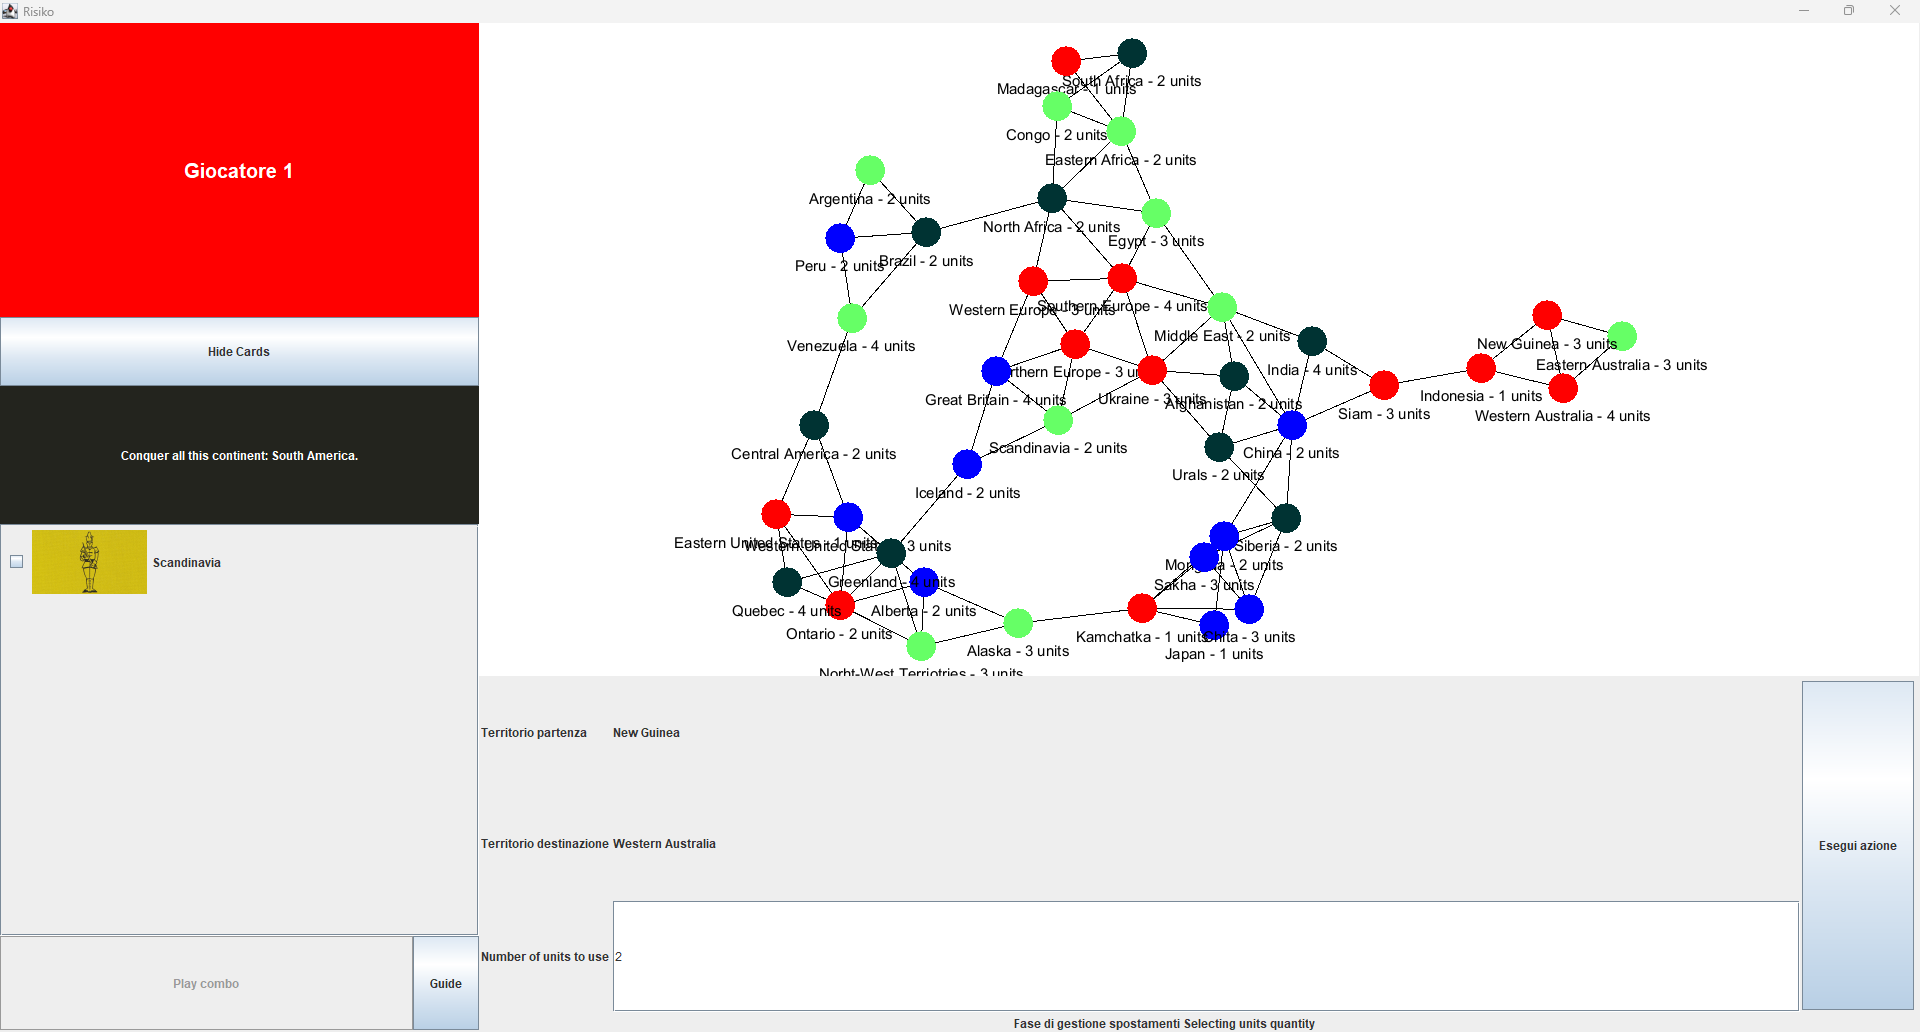 Risiko
Giocatore 1
Hide Cards
Conquer all this continent: South America.
Scandinavia
Play combo
Guide
South Africa - 2 units
Madagascar - 1 units
Congo - 2 units
Eastern Africa - 2 units
Argentina - 2 units
North Africa - 2 units
Egypt - 3 units
Peru - 2 units
Brazil - 2 units
Western Europe - 3 units
Southern Europe - 4 units
Middle East - 2 units
Venezuela - 4 units
New Guinea - 3 units
Eastern Australia - 3 units
rthern Europe - 3 un
India - 4 units
Great Britain - 4 units
Ukraine - 3 units
Afghanistan - 2 units
Indonesia - 1 units
Siam - 3 units
Western Australia - 4 units
Central America - 2 units
Scandinavia - 2 units
China - 2 units
Urals - 2 units
Iceland - 2 units
Eastern United States - 1 units
Western United Sta 3 units
Siberia - 2 units
Mon a - 2 units
Greenland - 4 units
Sakha - 3 units
Quebec - 4 units
Alberta - 2 units
Ontario - 2 units
Kamchatka - 1 units
Chita - 3 units
Alaska - 3 units
Japan - 1 units
Norht-West Terriotries - 3 units
Territorio partenza New Guinea
Territorio destinazione Western Australia
Number of units to use 2
Esegui azione
Fase di gestione spostamenti Selecting units quantity